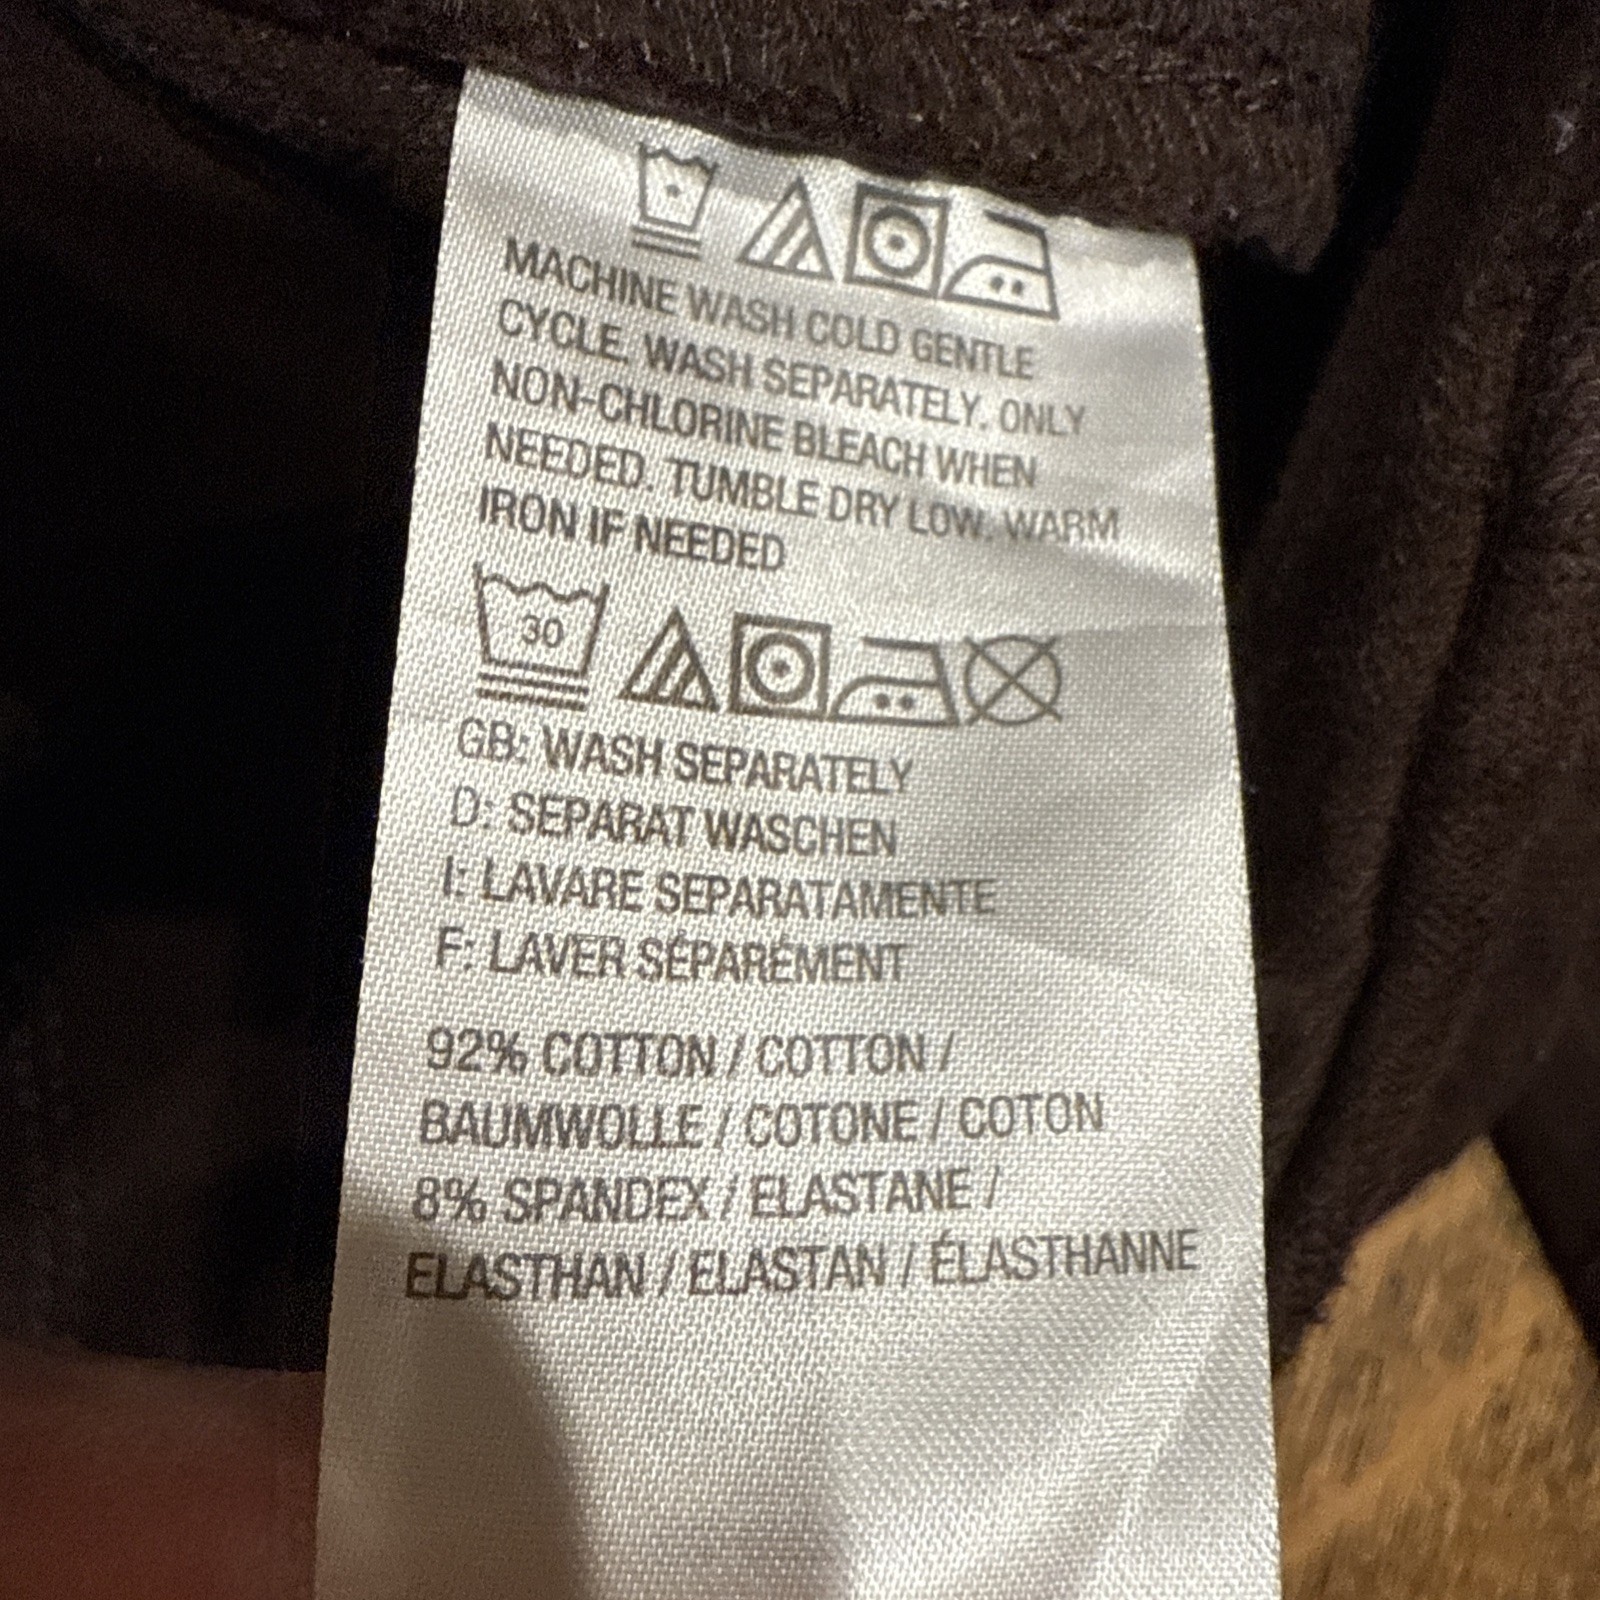 MACHINE WASH COLD GENTLE
CYCLE. WASH SEPARATELY. ONLY
NON-CHLORINE BLEACH WHEN
NEEDED. TUMBLE DRY LOW. WARM
IRON IF NEEDED
30
GB: WASH SEPARATELY
D: SEPARAT WASCHEN
I: LAVARE SEPARATAMENTE
F: LAVER SÉPARÉMENT
92% COTTON / COTTON /
BAUMWOLLE / COTONE / COTON
8% SPANDEX / ELASTANE /
ELASTHAN / ELASTAN / ÉLASTHANNE